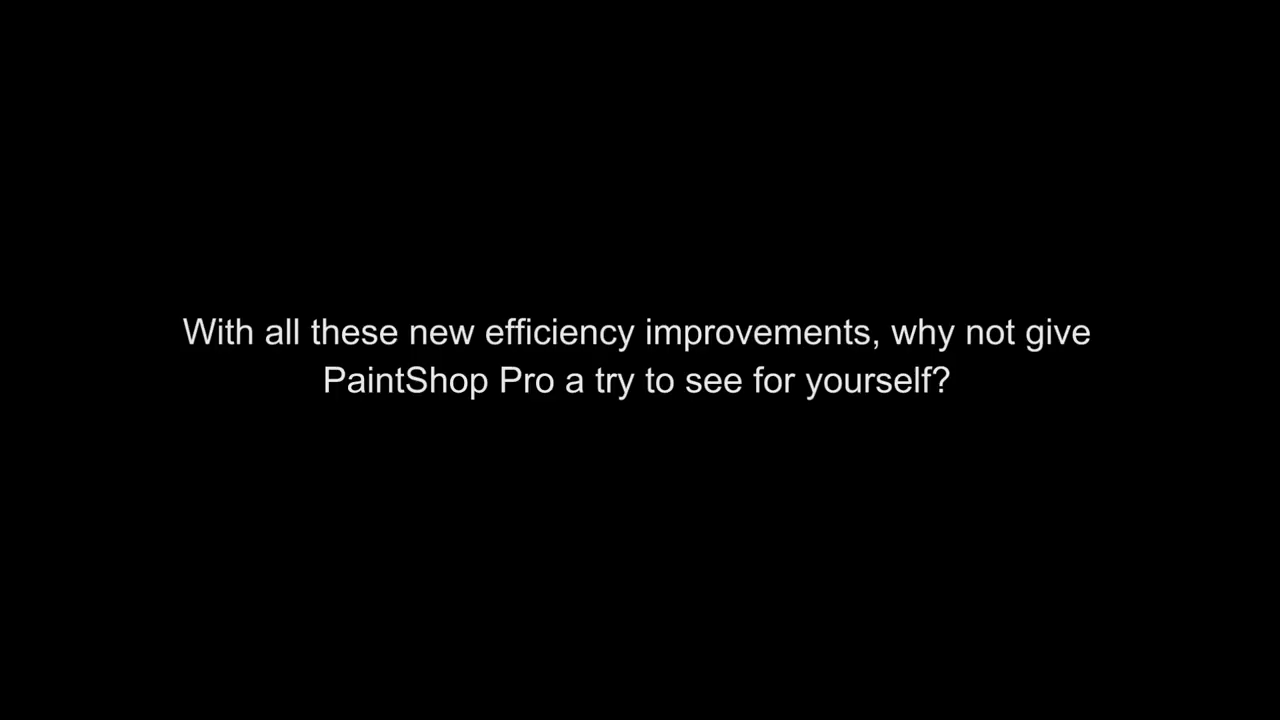 With all these new efficiency improvements, why not give
PaintShop Pro a try to see for yourself?